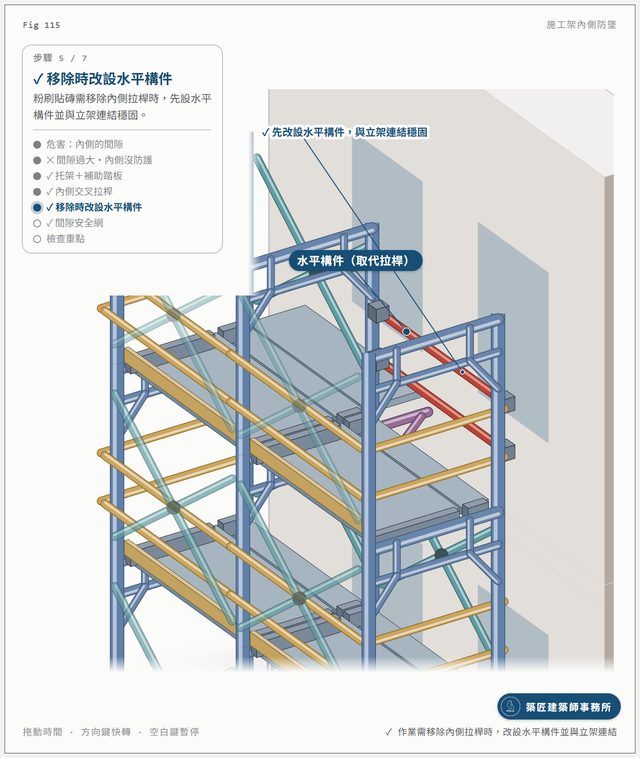 Fig 115
施工架內側防墜
步驟 5 / 7
✓ 移除時改設水平構件
粉刷貼磚需移除內側拉桿時，先設水平
構件並與立架連結穩固。
危害：內側的間隙
✕ 間隙過大・內側沒防護
✓ 托架＋補助踏板
✓ 內側交叉拉桿
✓ 移除時改設水平構件
✓ 間隙安全網
檢查重點
✓ 先改設水平構件，與立架連結穩固
水平構件（取代拉桿）
築匠建築師事務所
拖動時間 · 方向鍵快轉 · 空白鍵暫停
✓ 作業需移除內側拉桿時，改設水平構件並與立架連結